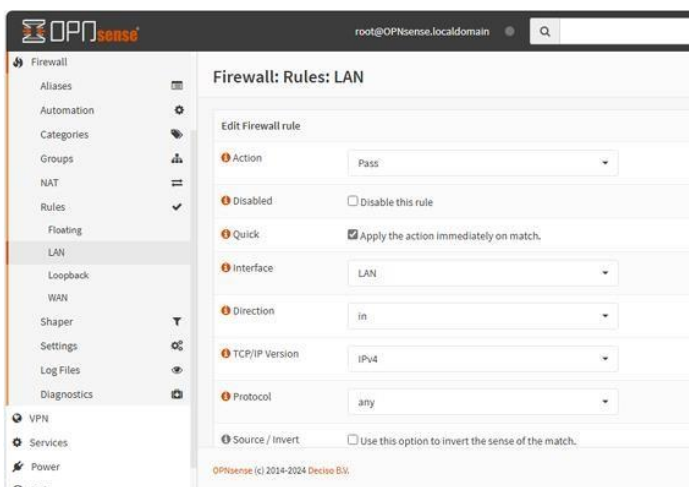 OPNsense
root@OPNsense.localdomain
Firewall
Aliases
Automation
Categories
Groups
NAT
Rules
Floating
LAN
Loopback
WAN
Shaper
Settings
Log Files
Diagnostics
VPN
Services
Power
Firewall: Rules: LAN
Edit Firewall rule
Action Pass
Disabled Disable this rule
Quick Apply the action immediately on match.
Interface LAN
Direction in
TCP/IP Version IPv4
Protocol any
Source / Invert Use this option to invert the sense of the match.
OPNsense (c) 2014-2024 Deciso B.V.